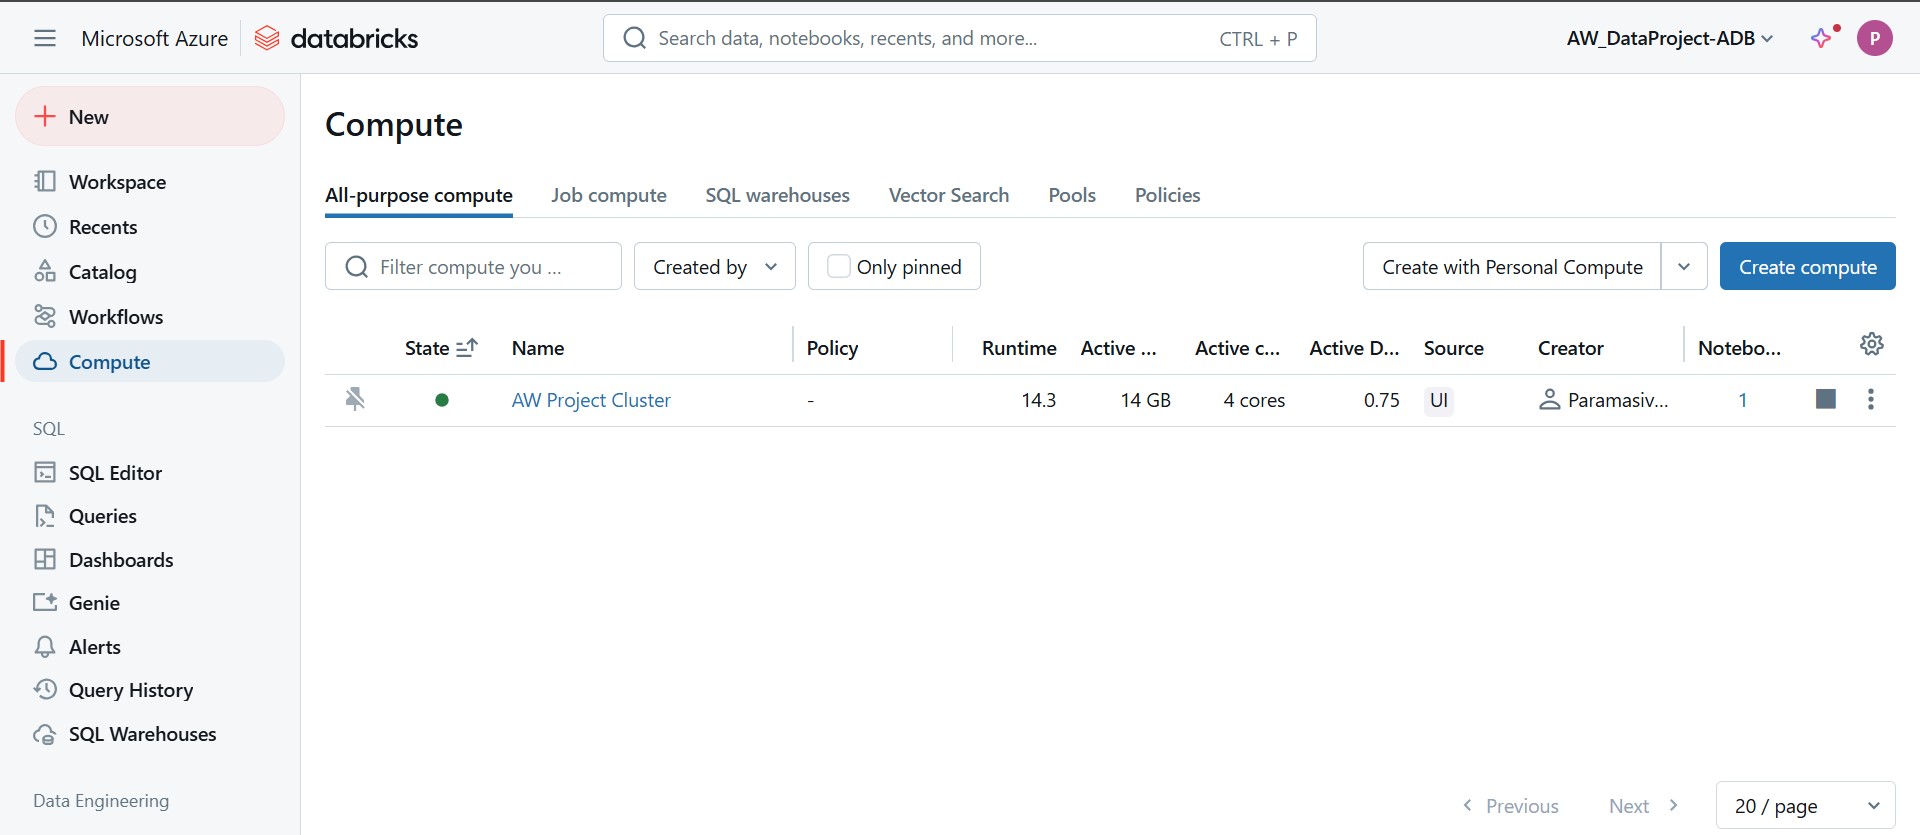 Microsoft Azure databricks Search data, notebooks, recents, and more... CTRL + P AW_DataProject-ADB P
New
Workspace
Recents
Catalog
Workflows
Compute
SQL
SQL Editor
Queries
Dashboards
Genie
Alerts
Query History
SQL Warehouses
Data Engineering
Compute
All-purpose compute Job compute SQL warehouses Vector Search Pools Policies
Filter compute you ... Created by Only pinned Create with Personal Compute Create compute
State Name Policy Runtime Active ... Active c... Active D... Source Creator Notebo...
AW Project Cluster - 14.3 14 GB 4 cores 0.75 UI Paramasiv... 1
Previous Next 20 / page